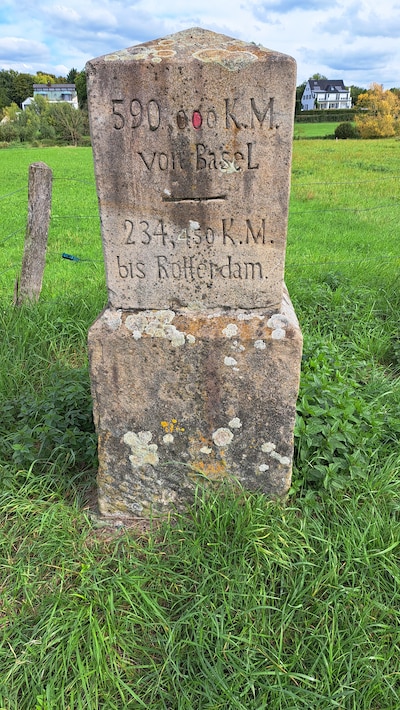 590,000 K.M.
von Basel
234,450 K.M.
bis Rotterdam.